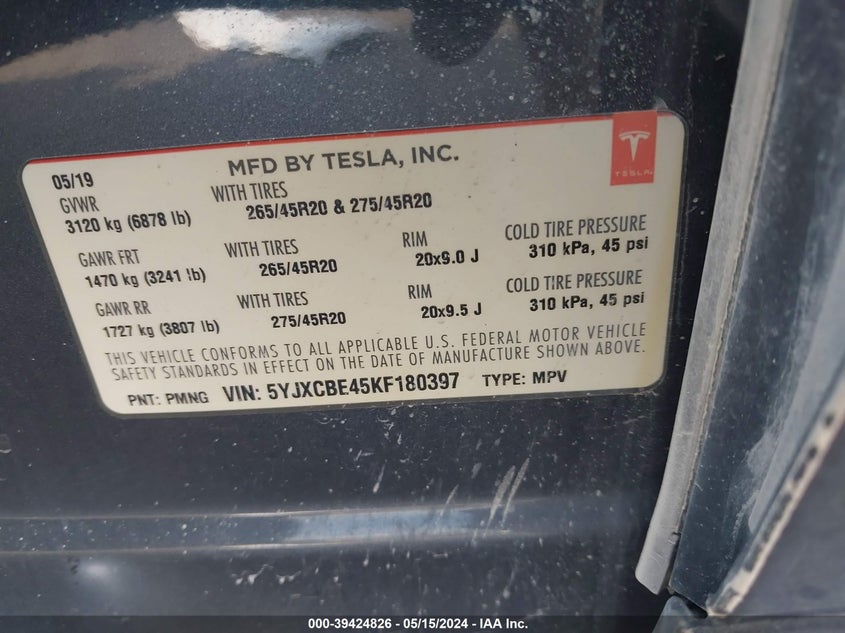 MFD BY TESLA, INC.
TESLA
05/19
GVWR WITH TIRES
3120 kg (6878 lb) 265/45R20 & 275/45R20
GAWR FRT WITH TIRES RIM COLD TIRE PRESSURE
1470 kg (3241 lb) 265/45R20 20x9.0 J 310 kPa, 45 psi
GAWR RR WITH TIRES RIM COLD TIRE PRESSURE
1727 kg (3807 lb) 275/45R20 20x9.5 J 310 kPa, 45 psi
THIS VEHICLE CONFORMS TO ALL APPLICABLE U.S. FEDERAL MOTOR VEHICLE
SAFETY STANDARDS IN EFFECT ON THE DATE OF MANUFACTURE SHOWN ABOVE.
PNT: PMNG VIN: 5YJXCBE45KF180397 TYPE: MPV
000-39424826 - 05/15/2024 - IAA Inc.